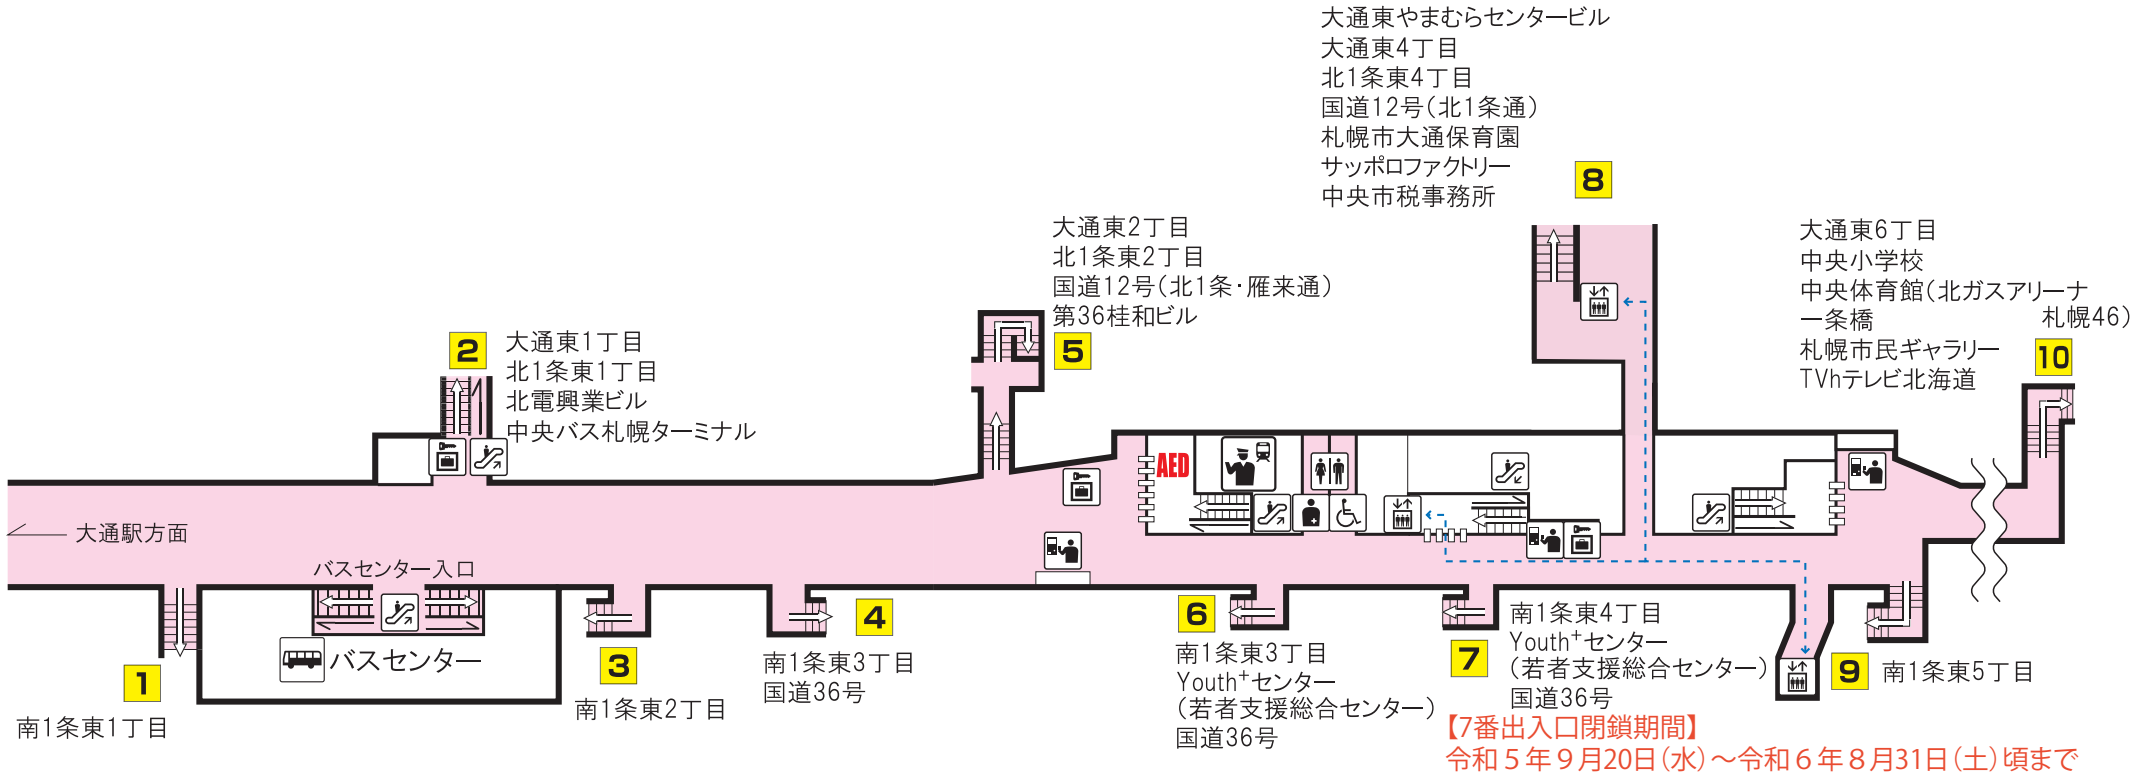 大通東やまむらセンタービル
大通東4丁目
北1条東4丁目
国道12号(北1条通)
札幌市大通保育園
サッポロファクトリー
中央市税事務所
8
大通東2丁目
北1条東2丁目
国道12号(北1条・雁来通)
第36桂和ビル
5
大通東6丁目
中央小学校
中央体育館(北ガスアリーナ
札幌46)
一条橋
札幌市民ギャラリー
TVhテレビ北海道
10
2
大通東1丁目
北1条東1丁目
北電興業ビル
中央バス札幌ターミナル
AED
大通駅方面
バスセンター入口
バスセンター
1
南1条東1丁目
3
南1条東2丁目
4
南1条東3丁目
国道36号
6
南1条東3丁目
Youth⁺センター
(若者支援総合センター)
国道36号
7
南1条東4丁目
Youth⁺センター
(若者支援総合センター)
国道36号
9
南1条東5丁目
【7番出入口閉鎖期間】
令和5年9月20日(水)～令和6年8月31日(土)頃まで